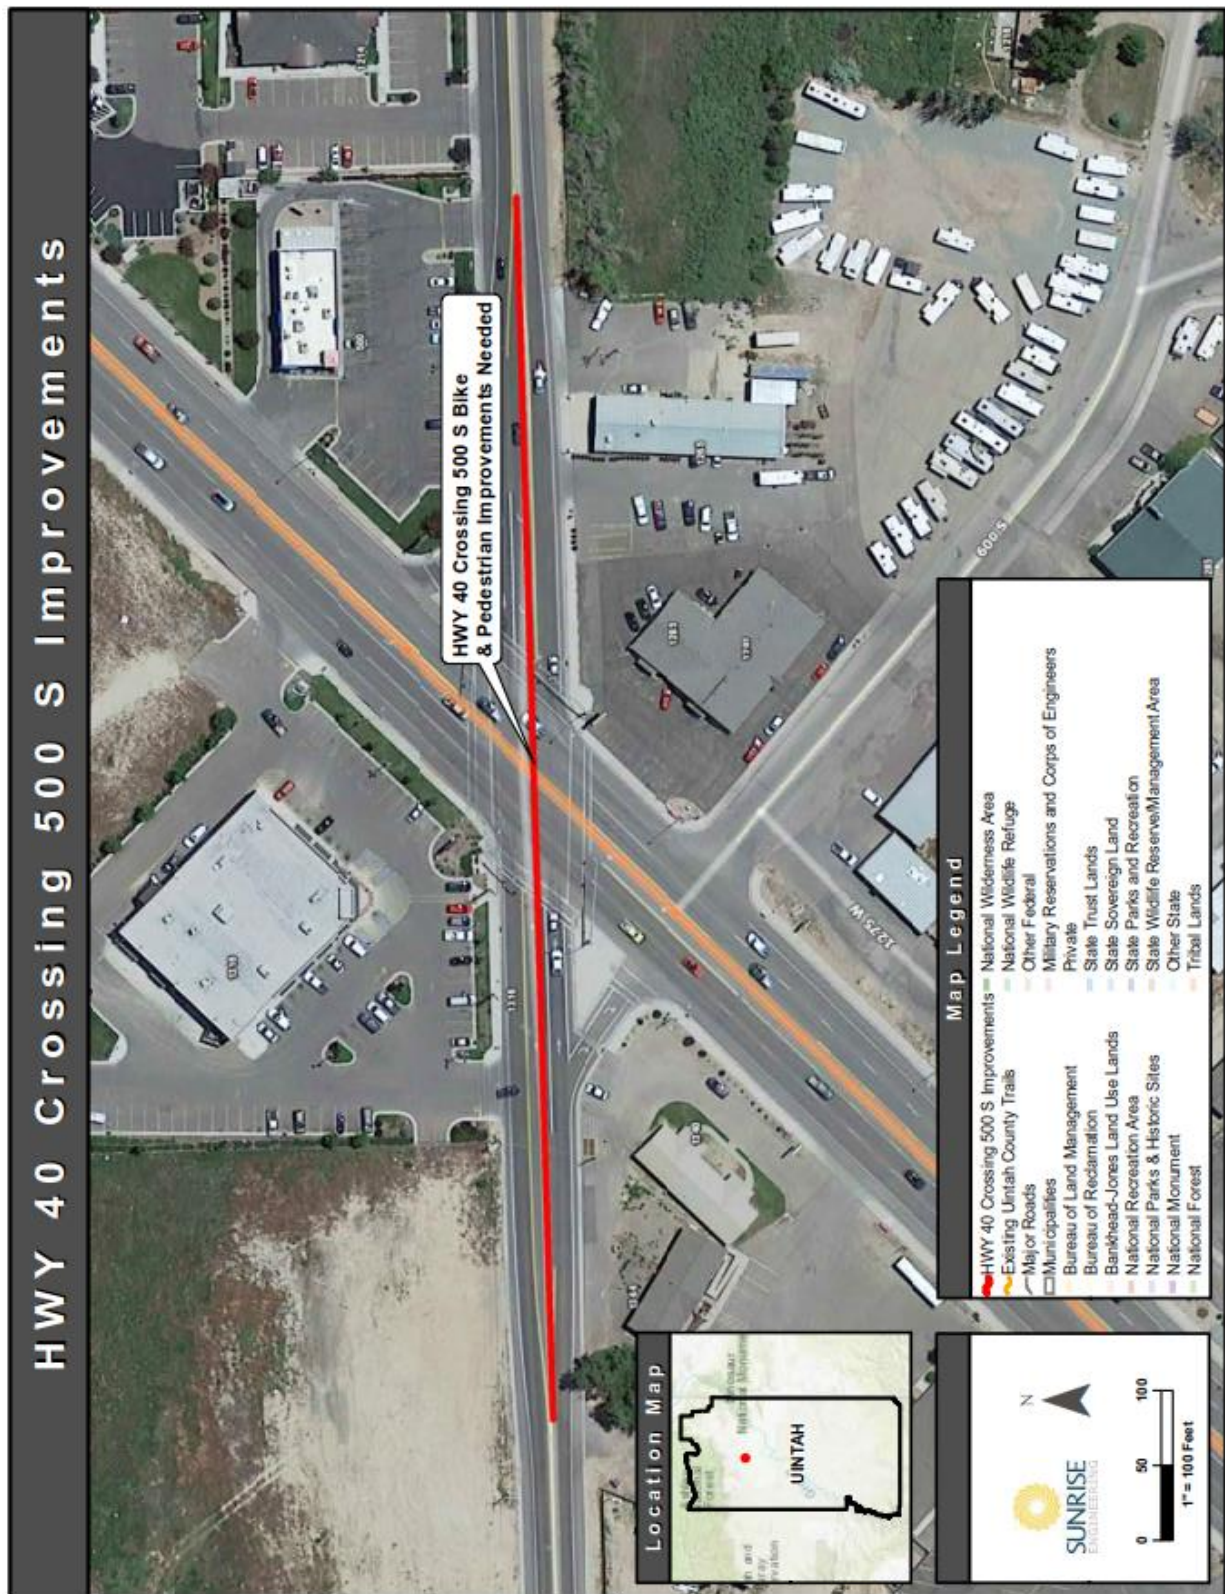 HWY 40 Crossing 500 S Improvements
HWY 40 Crossing 500 S Bike
& Pedestrian Improvements Needed
600 S
1275 W
1318
Location Map
UINTAH
National Monument
SUNRISE
ENGINEERING
N
0 50 100
1" = 100 Feet
Map Legend
HWY 40 Crossing 500 S Improvements
Existing Uintah County Trails
Major Roads
Municipalities
Bureau of Land Management
Bureau of Reclamation
Bankhead-Jones Land Use Lands
National Recreation Area
National Parks & Historic Sites
National Monument
National Forest
National Wilderness Area
National Wildlife Refuge
Other Federal
Military Reservations and Corps of Engineers
Private
State Trust Lands
State Sovereign Land
State Parks and Recreation
State Wildlife Reserve/Management Area
Other State
Tribal Lands